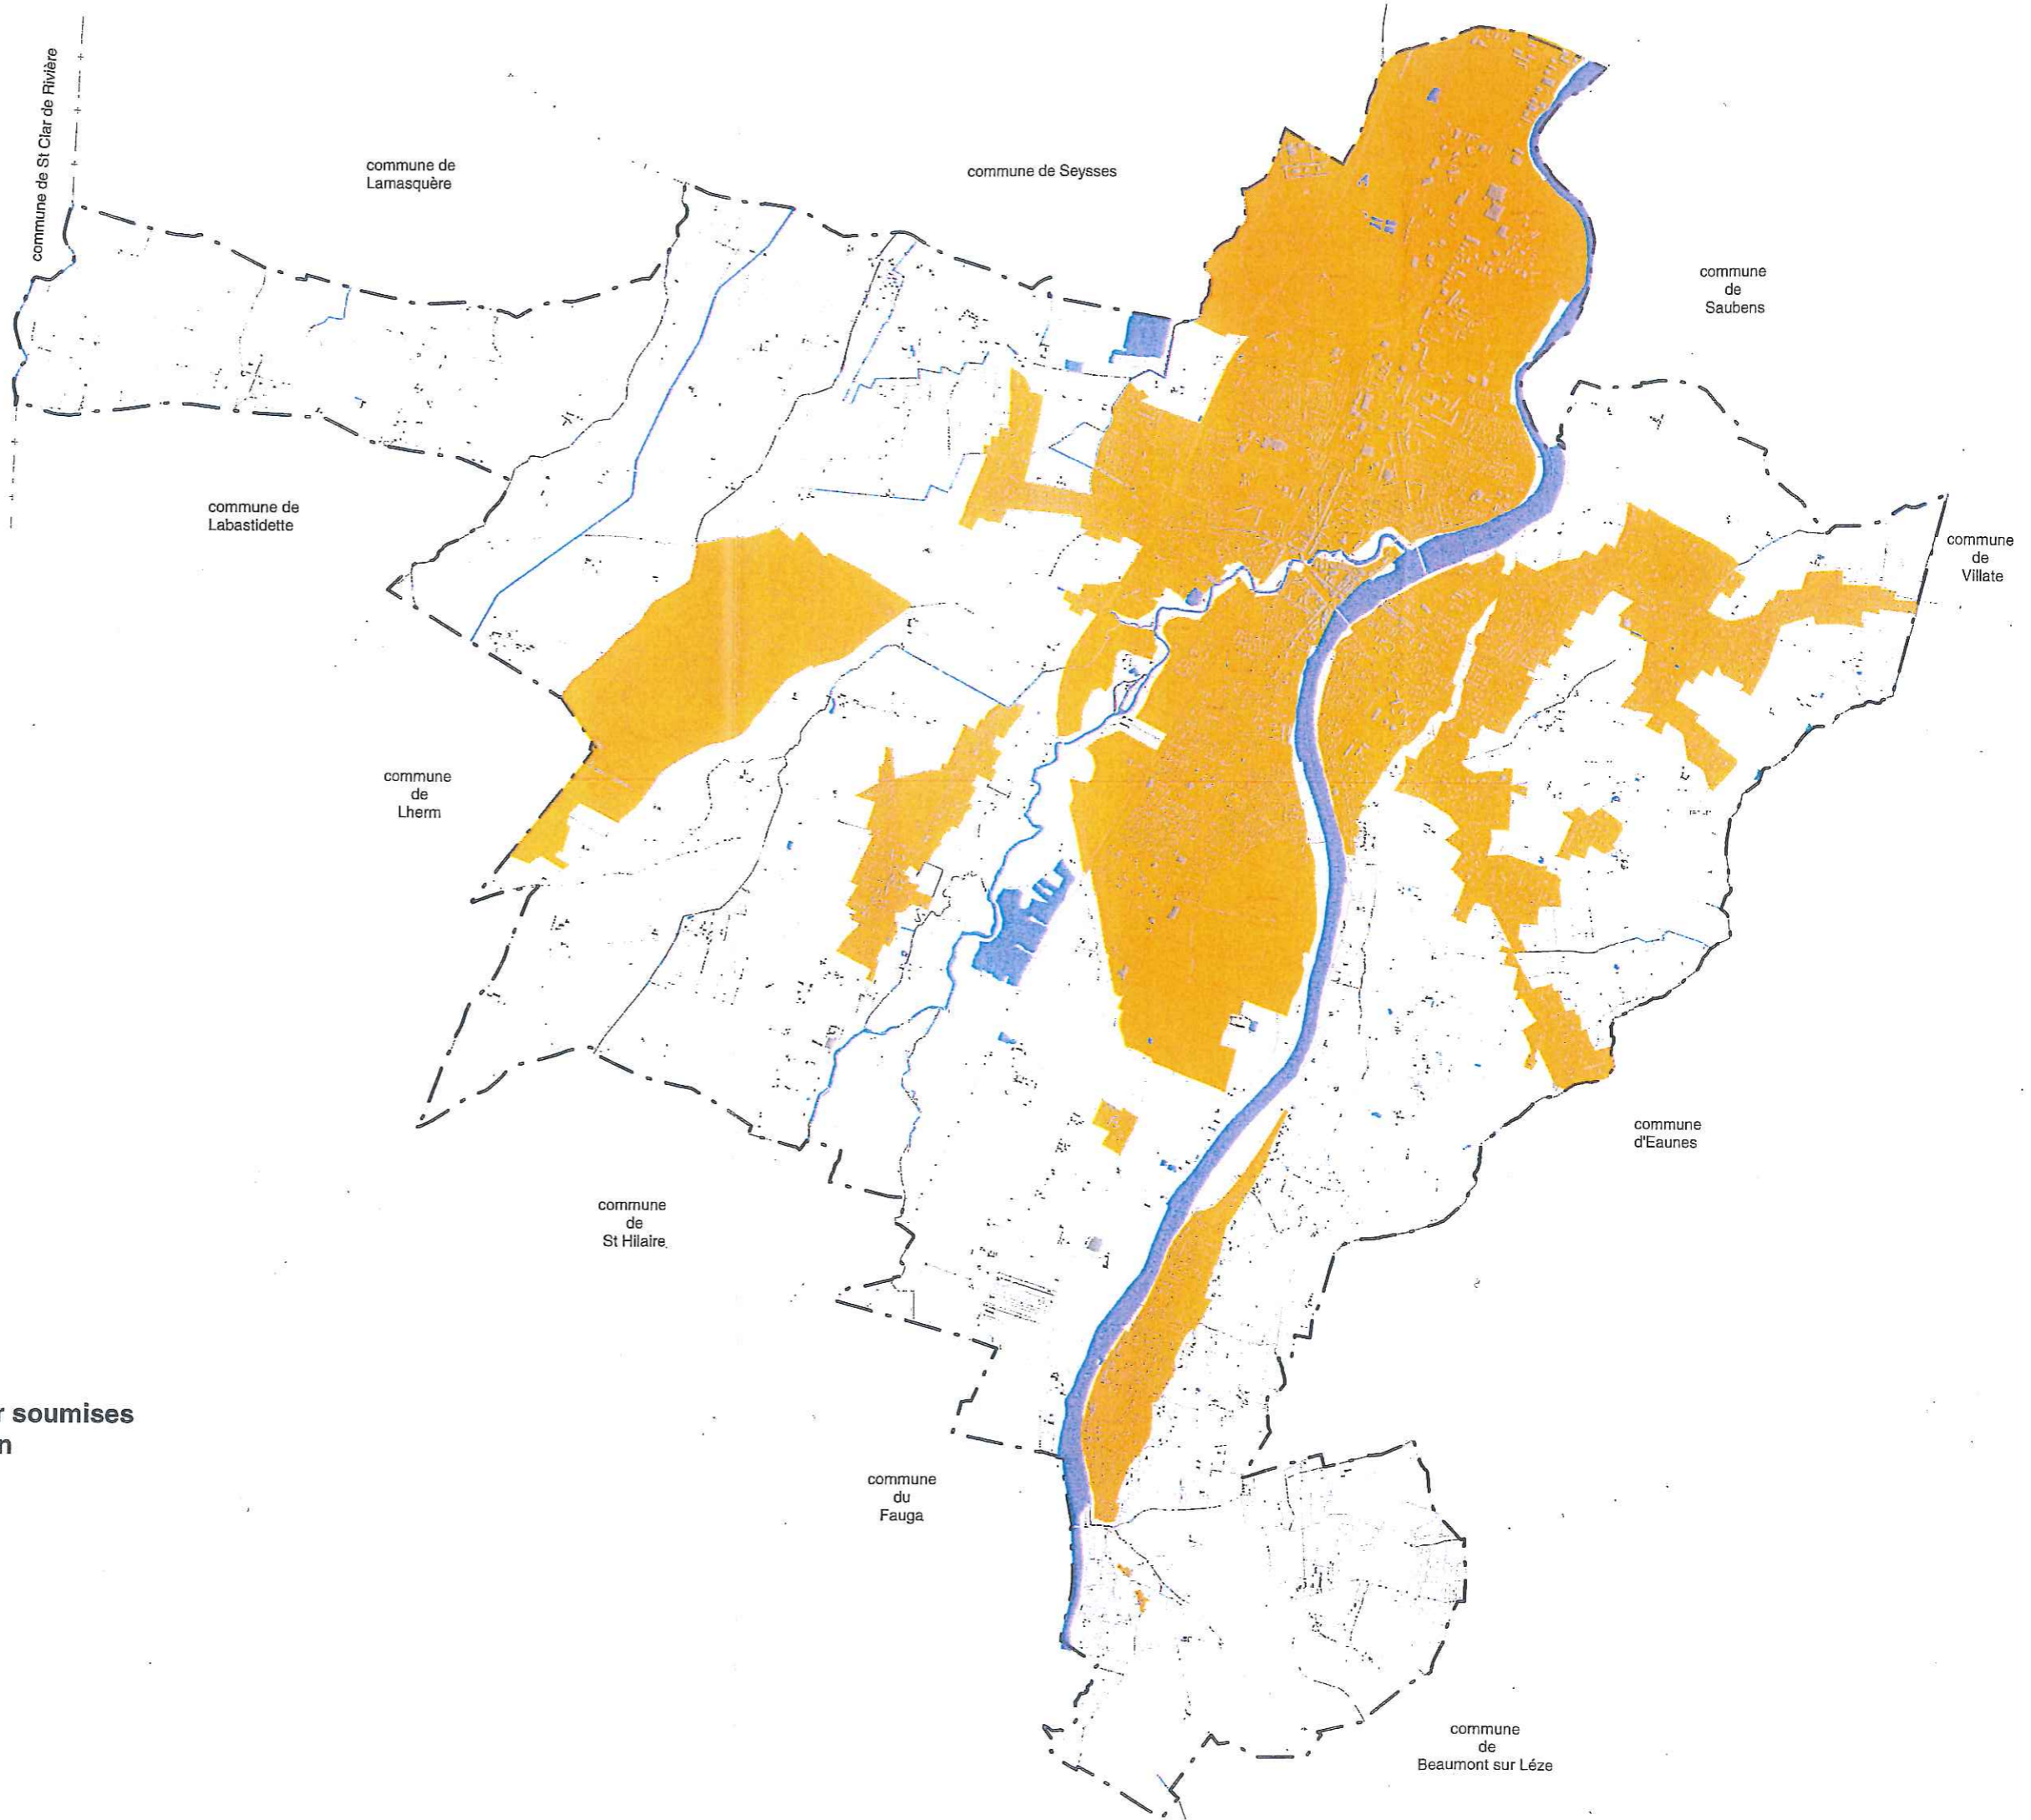 commune de St Clar de Rivière
commune de
Lamasquère
commune de Seysses
commune
de
Saubens
commune de
Labastidette
commune
de
Villate
commune
de
Lherm
commune
d'Eaunes
commune
de
St Hilaire
r soumises
n
commune
du
Fauga
commune
de
Beaumont sur Léze